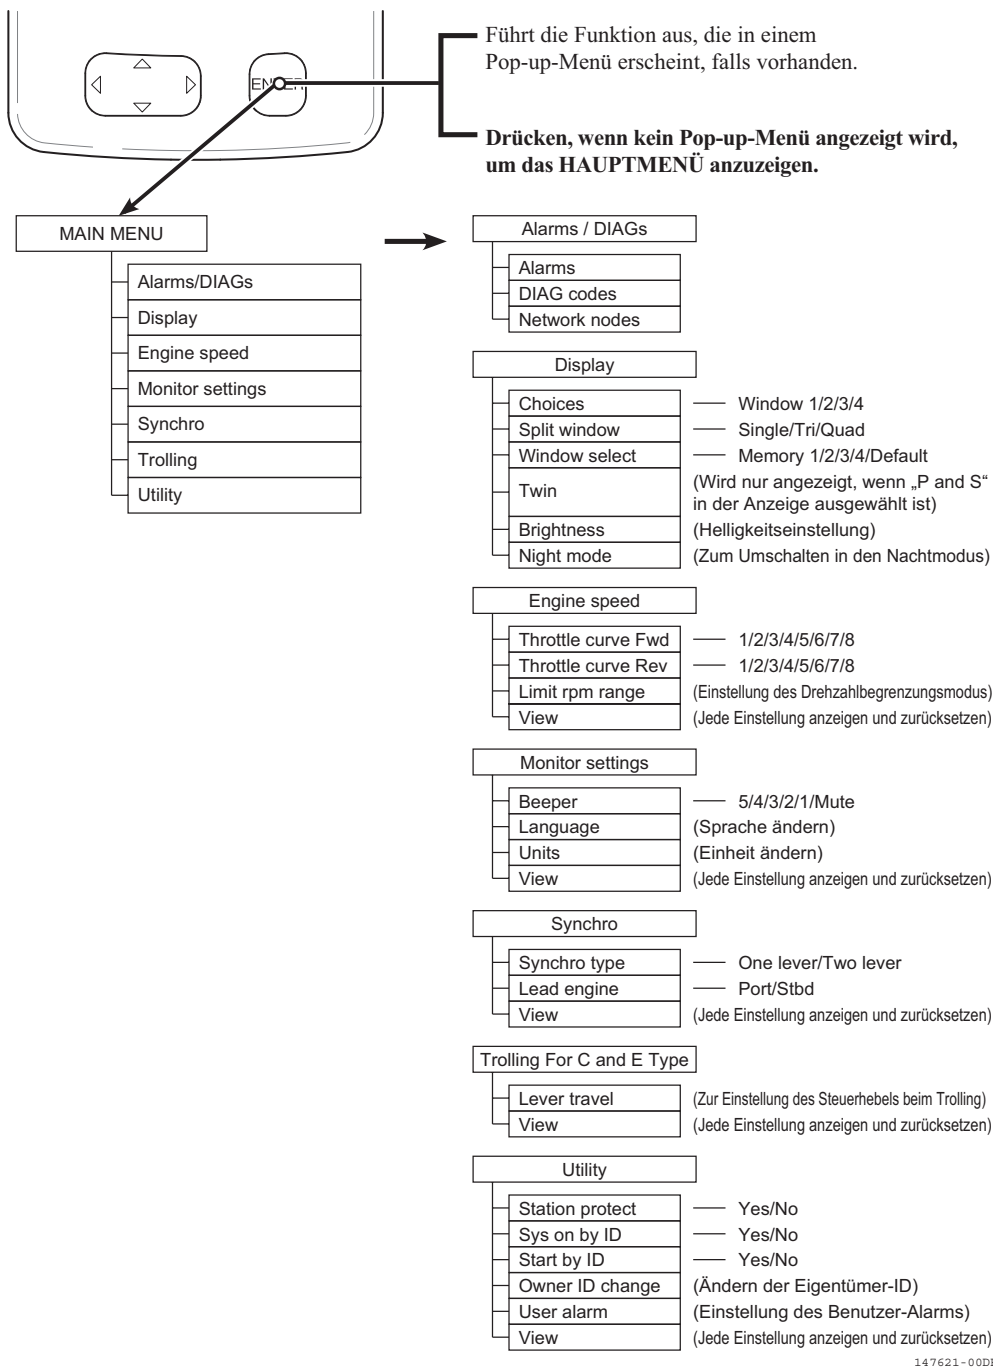 Führt die Funktion aus, die in einem
Pop-up-Menü erscheint, falls vorhanden.
ENTER
Drücken, wenn kein Pop-up-Menü angezeigt wird,
um das HAUPTMENÜ anzuzeigen.
MAIN MENU
Alarms/DIAGs
Display
Engine speed
Monitor settings
Synchro
Trolling
Utility
Alarms / DIAGs
Alarms
DIAG codes
Network nodes
Display
Choices Window 1/2/3/4
Split window Single/Tri/Quad
Window select Memory 1/2/3/4/Default
Twin (Wird nur angezeigt, wenn „P and S“
in der Anzeige ausgewählt ist)
Brightness (Helligkeitseinstellung)
Night mode (Zum Umschalten in den Nachtmodus)
Engine speed
Throttle curve Fwd 1/2/3/4/5/6/7/8
Throttle curve Rev 1/2/3/4/5/6/7/8
Limit rpm range (Einstellung des Drehzahlbegrenzungsmodus)
View (Jede Einstellung anzeigen und zurücksetzen)
Monitor settings
Beeper 5/4/3/2/1/Mute
Language (Sprache ändern)
Units (Einheit ändern)
View (Jede Einstellung anzeigen und zurücksetzen)
Synchro
Synchro type One lever/Two lever
Lead engine Port/Stbd
View (Jede Einstellung anzeigen und zurücksetzen)
Trolling For C and E Type
Lever travel (Zur Einstellung des Steuerhebels beim Trolling)
View (Jede Einstellung anzeigen und zurücksetzen)
Utility
Station protect Yes/No
Sys on by ID Yes/No
Start by ID Yes/No
Owner ID change (Ändern der Eigentümer-ID)
User alarm (Einstellung des Benutzer-Alarms)
View (Jede Einstellung anzeigen und zurücksetzen)